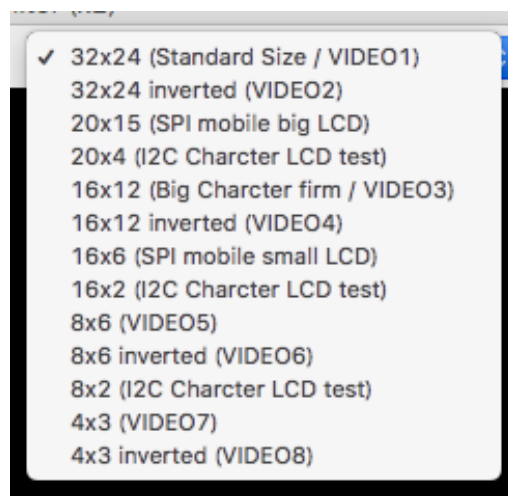 ✓ 32x24 (Standard Size / VIDEO1)
32x24 inverted (VIDEO2)
20x15 (SPI mobile big LCD)
20x4 (I2C Charcter LCD test)
16x12 (Big Charcter firm / VIDEO3)
16x12 inverted (VIDEO4)
16x6 (SPI mobile small LCD)
16x2 (I2C Charcter LCD test)
8x6 (VIDEO5)
8x6 inverted (VIDEO6)
8x2 (I2C Charcter LCD test)
4x3 (VIDEO7)
4x3 inverted (VIDEO8)